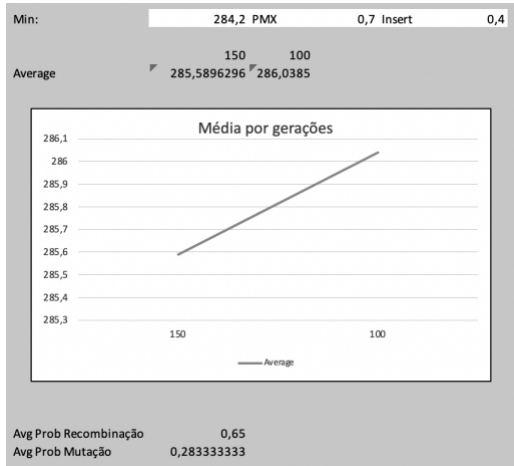 Min: 284,2 PMX 0,7 Insert 0,4
150 100
Average 285,5896296 286,0385
Média por gerações
286,1
286
285,9
285,8
285,7
285,6
285,5
285,4
285,3
150 100
Average
Avg Prob Recombinação 0,65
Avg Prob Mutação 0,283333333